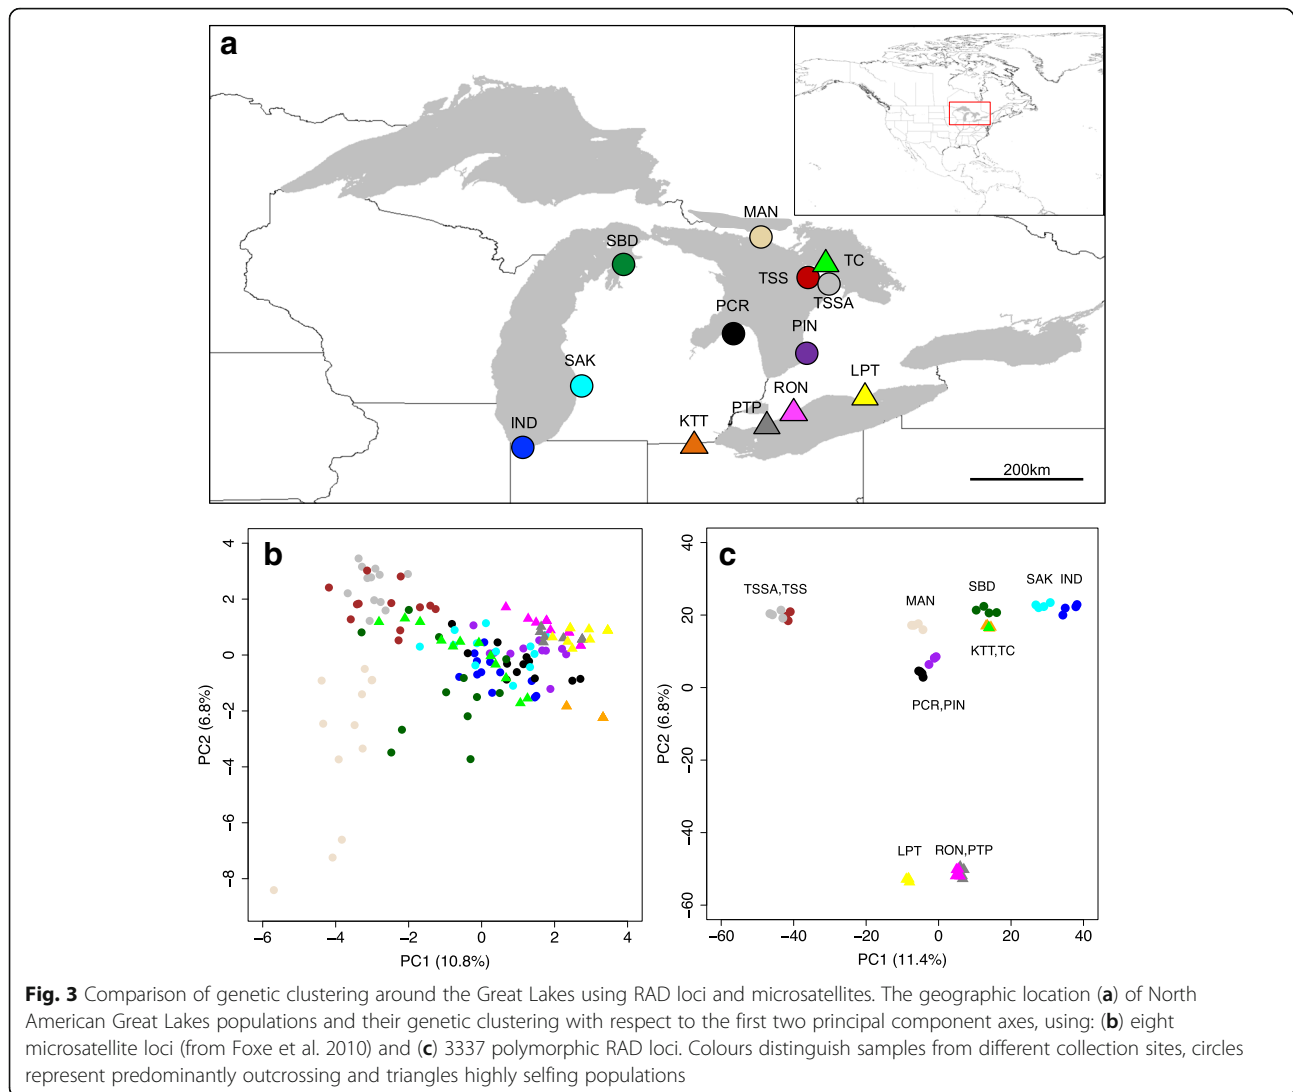 a
MAN
SBD
TC
TSS
TSSA
PCR
PIN
SAK
LPT
RON
PTP
IND
KTT
200km
b
PC2 (6.8%)
4
2
0
−2
−4
−6
−8
−6
−4
−2
0
2
4
PC1 (10.8%)
c
PC2 (6.8%)
40
20
0
−20
−40
−60
TSSA,TSS
MAN
SBD
SAK
IND
KTT,TC
PCR,PIN
LPT
RON,PTP
−60
−40
−20
0
20
40
PC1 (11.4%)
Fig. 3 Comparison of genetic clustering around the Great Lakes using RAD loci and microsatellites. The geographic location (a) of North
American Great Lakes populations and their genetic clustering with respect to the first two principal component axes, using: (b) eight
microsatellite loci (from Foxe et al. 2010) and (c) 3337 polymorphic RAD loci. Colours distinguish samples from different collection sites, circles
represent predominantly outcrossing and triangles highly selfing populations